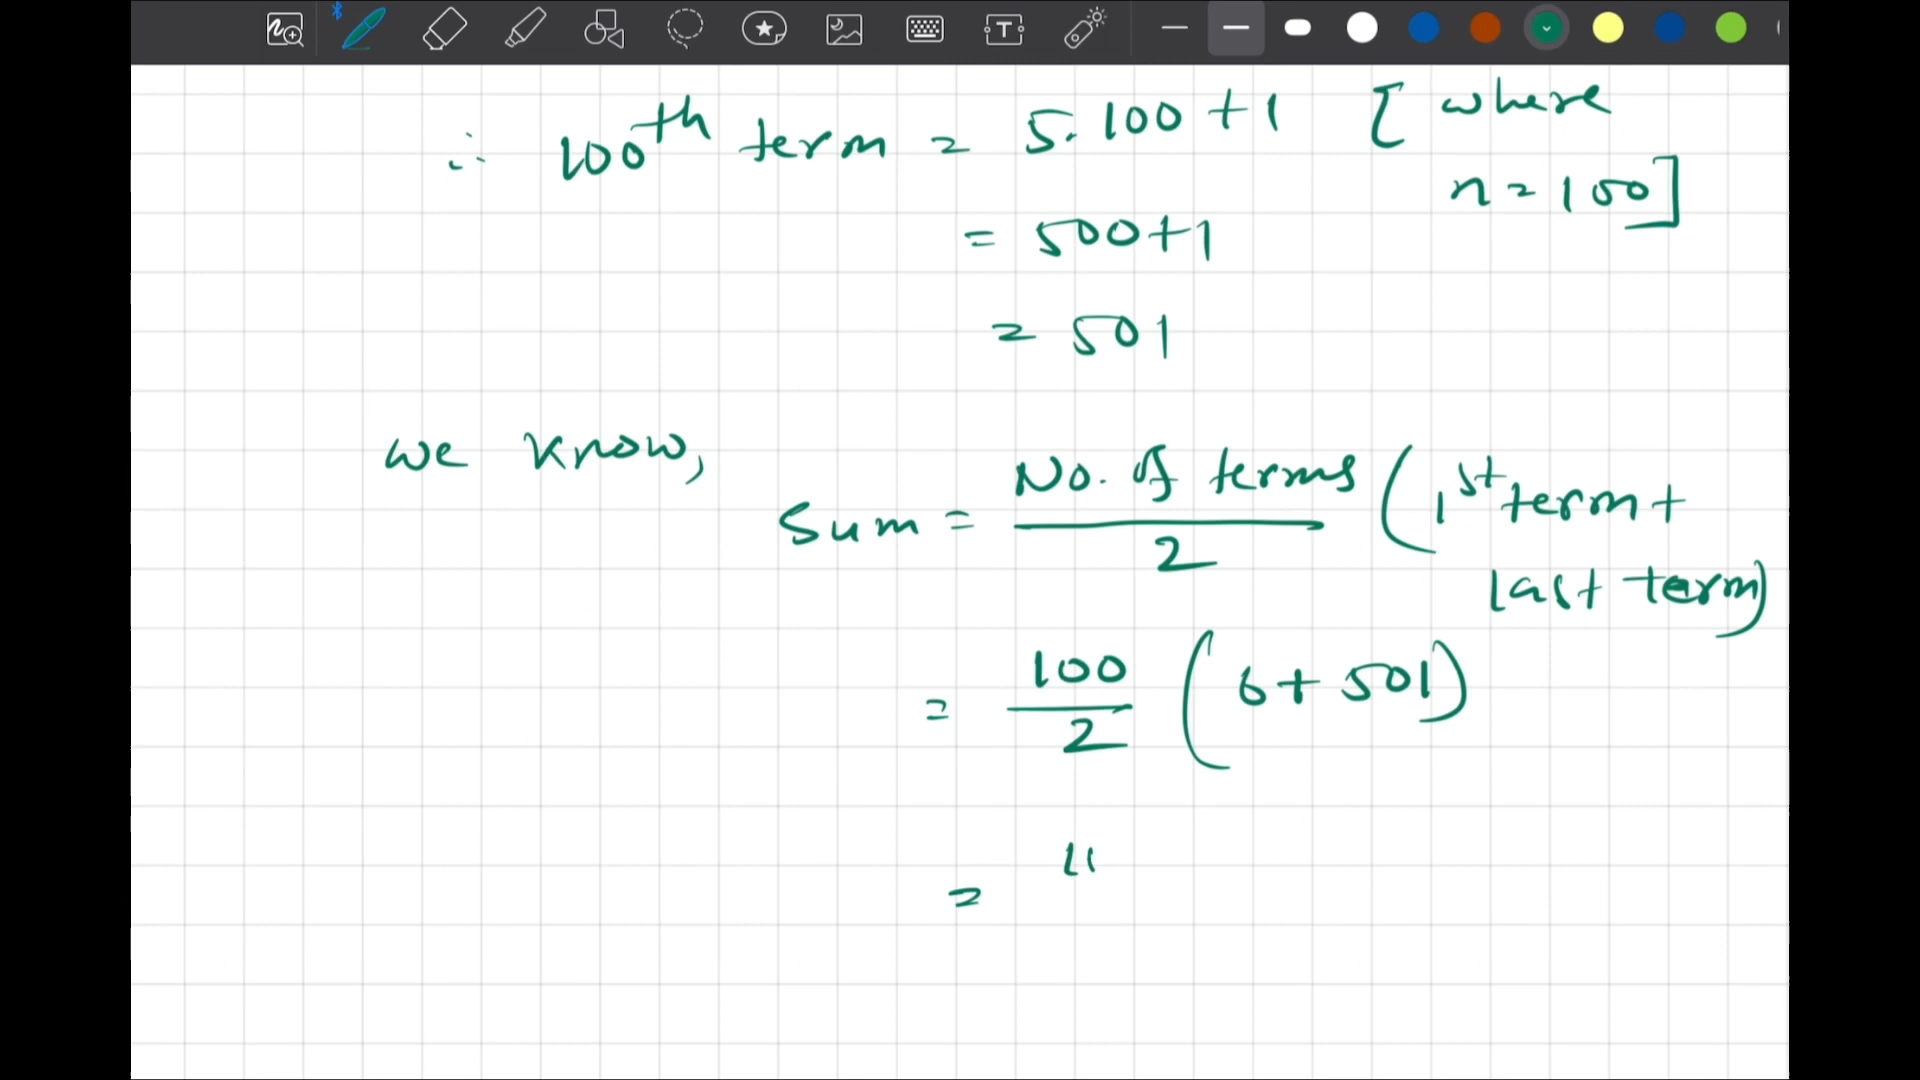 ∴ 100th term = 5.100+1 [where
n=100]
= 500+1
= 501
we know,
Sum = No. of terms / 2 (1st term +
last term)
= 100/2 (6+501)
=